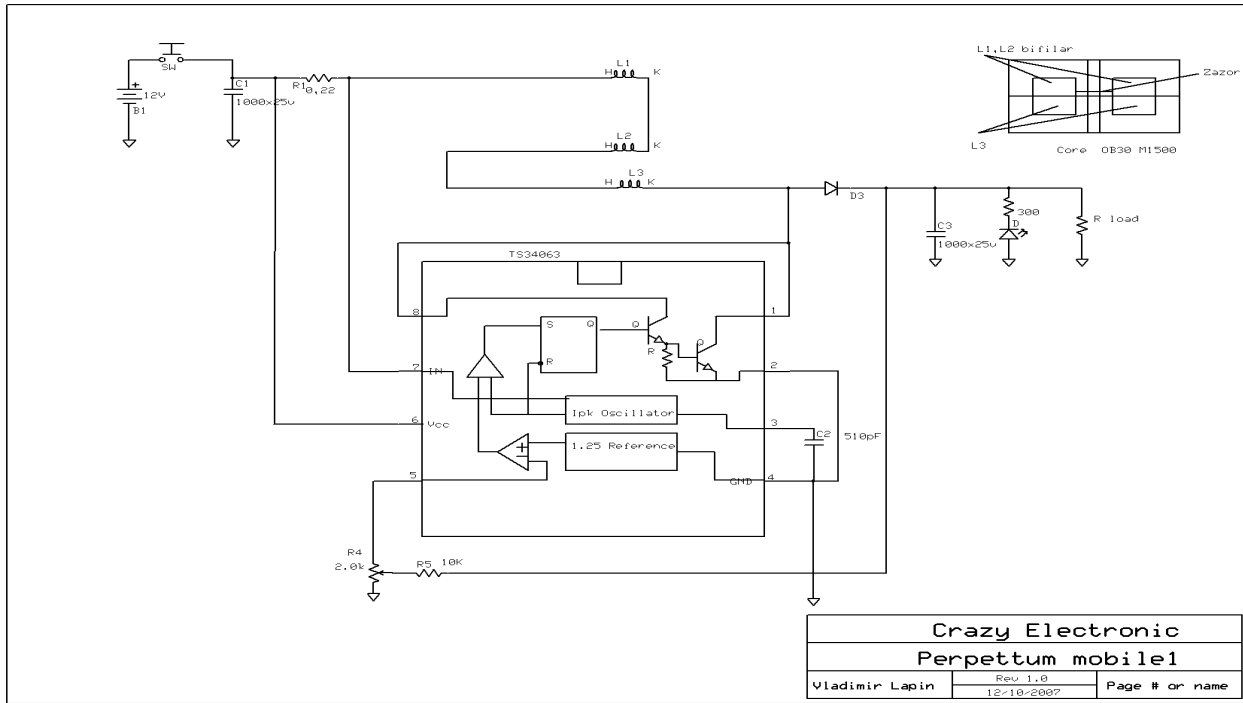 SW
+
12V
B1
C1
1000x25v
R1
0,22
H L1 K
H L2 K
H L3 K
D3
L1,L2 bifilar
Zazor
L3
Core OB30 M1500
300
D
C3
1000x25v
R load
TS34063
8
1
S Q
Q
Q
R
R
7 IN
2
6 Vcc
Ipk Oscillator
3
C2
510pF
+
-
1.25 Reference
5
GND
4
R4
2.0k
R5 10K
Crazy Electronic
Perpettum mobile1
Vladimir Lapin
Rev 1.0
12/10/2007
Page # or name